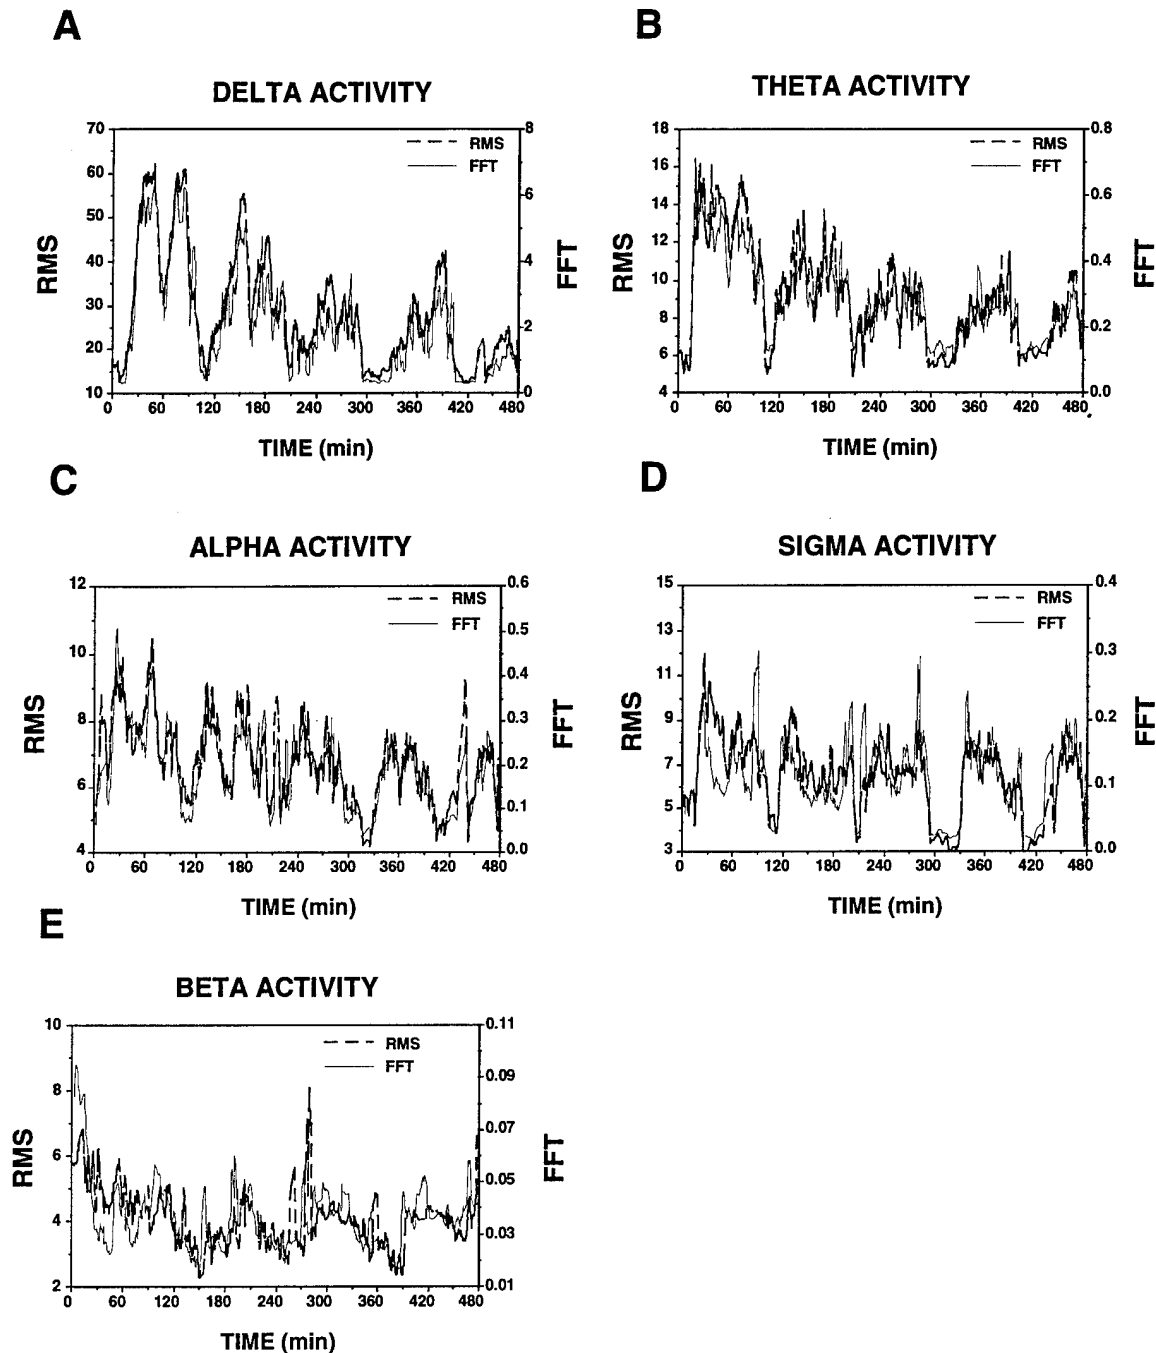 A
DELTA ACTIVITY
70
60
50
40
30
20
10
RMS
8
6
4
2
0
FFT
RMS
FFT
0 60 120 180 240 300 360 420 480
TIME (min)
B
THETA ACTIVITY
18
16
14
12
10
8
6
4
RMS
0.8
0.6
0.4
0.2
0.0
FFT
RMS
FFT
0 60 120 180 240 300 360 420 480
TIME (min)
C
ALPHA ACTIVITY
12
10
8
6
4
RMS
0.6
0.5
0.4
0.3
0.2
0.1
0.0
FFT
RMS
FFT
0 60 120 180 240 300 360 420 480
TIME (min)
D
SIGMA ACTIVITY
15
13
11
9
7
5
3
RMS
0.4
0.3
0.2
0.1
0.0
FFT
RMS
FFT
0 60 120 180 240 300 360 420 480
TIME (min)
E
BETA ACTIVITY
10
8
6
4
2
RMS
0.11
0.09
0.07
0.05
0.03
0.01
FFT
RMS
FFT
0 60 120 180 240 300 360 420 480
TIME (min)